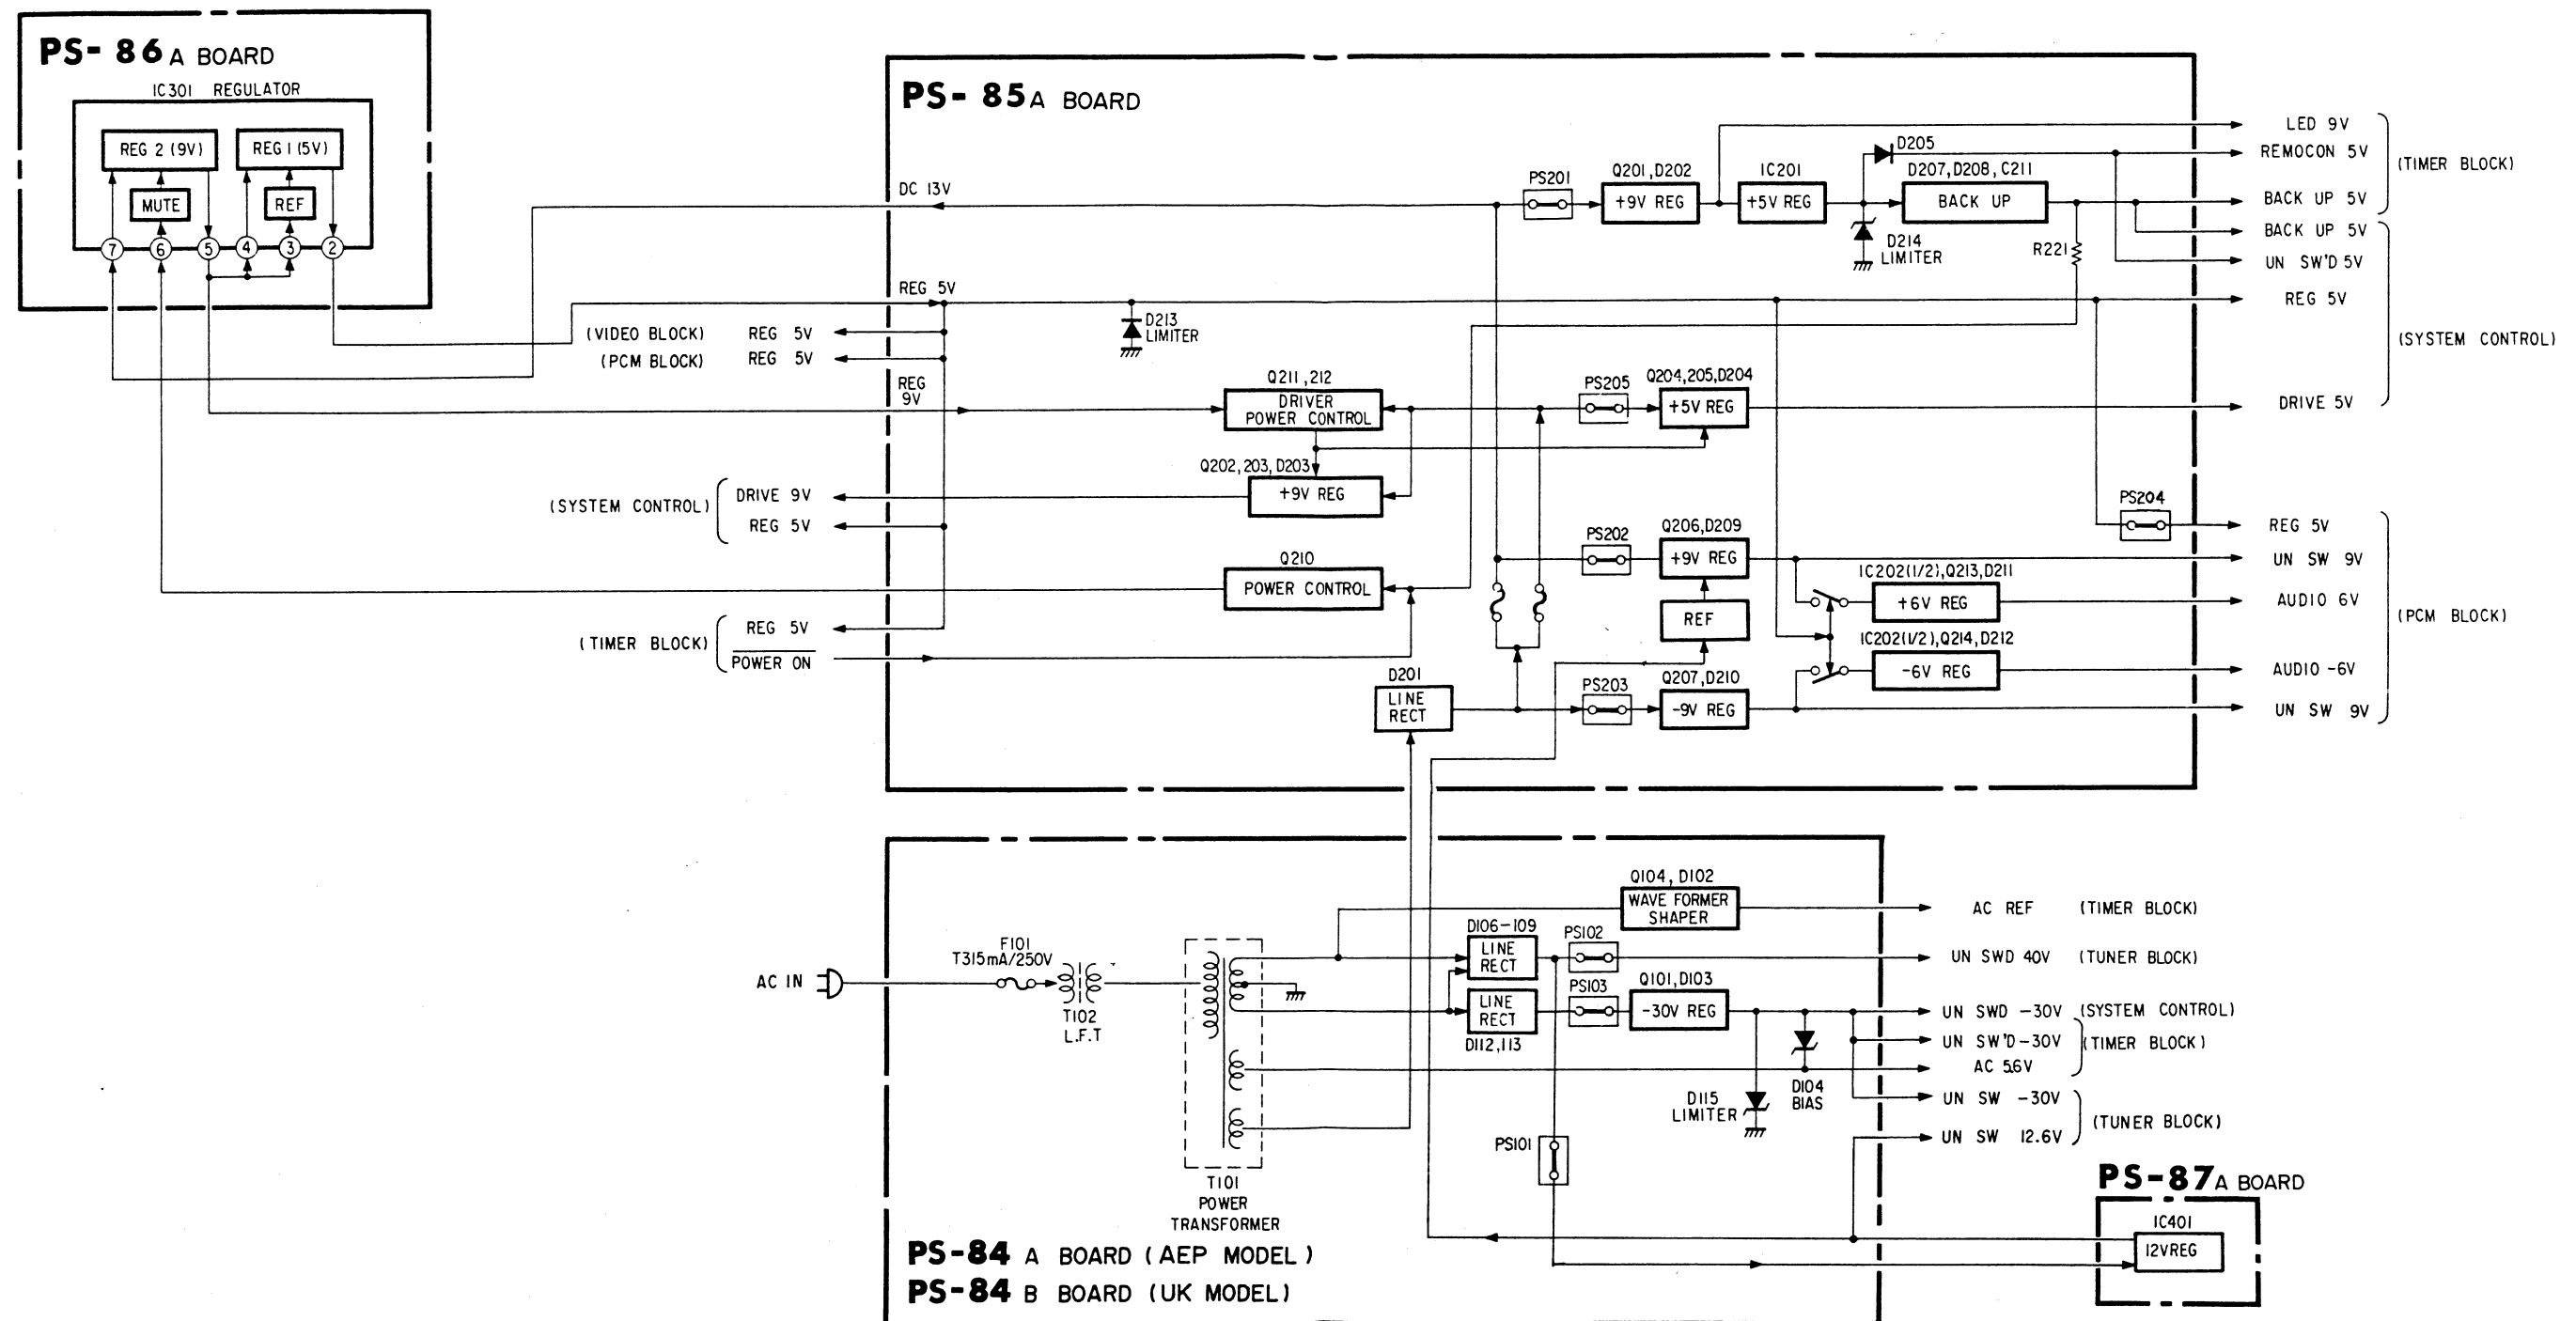 PS- 86 A BOARD
IC301 REGULATOR
REG 2 (9V)
REG 1 (5V)
MUTE
REF
7
6
5
4
3
2
PS- 85 A BOARD
DC 13V
REG 5V
(VIDEO BLOCK) REG 5V
(PCM BLOCK) REG 5V
REG
9V
D213
LIMITER
PS201
Q201, D202
+9V REG
IC201
+5V REG
D205
D207, D208, C211
BACK UP
D214
LIMITER
R221
LED 9V
REMOCON 5V
BACK UP 5V
(TIMER BLOCK)
BACK UP 5V
UN SW'D 5V
REG 5V
DRIVE 5V
(SYSTEM CONTROL)
Q211, 212
DRIVER
POWER CONTROL
PS205
Q204, 205, D204
+5V REG
Q202, 203, D203
+9V REG
(SYSTEM CONTROL)
DRIVE 9V
REG 5V
Q210
POWER CONTROL
(TIMER BLOCK)
REG 5V
POWER ON
PS202
Q206, D209
+9V REG
REF
IC202(1/2), Q213, D211
+6V REG
IC202(1/2), Q214, D212
-6V REG
D201
LINE
RECT
PS203
Q207, D210
-9V REG
PS204
REG 5V
UN SW 9V
AUDIO 6V
AUDIO -6V
UN SW 9V
(PCM BLOCK)
AC IN
F101
T315mA/250V
T102
L.F.T
T101
POWER
TRANSFORMER
Q104, D102
WAVE FORMER
SHAPER
D106-109
LINE
RECT
PS102
LINE
RECT
D112, 113
PS103
Q101, D103
-30V REG
D115
LIMITER
D104
BIAS
PS101
AC REF (TIMER BLOCK)
UN SWD 40V (TUNER BLOCK)
UN SWD -30V (SYSTEM CONTROL)
UN SW'D -30V (TIMER BLOCK)
AC 5.6V
UN SW -30V
UN SW 12.6V
(TUNER BLOCK)
PS-87 A BOARD
IC401
12V REG
PS-84 A BOARD (AEP MODEL)
PS-84 B BOARD (UK MODEL)